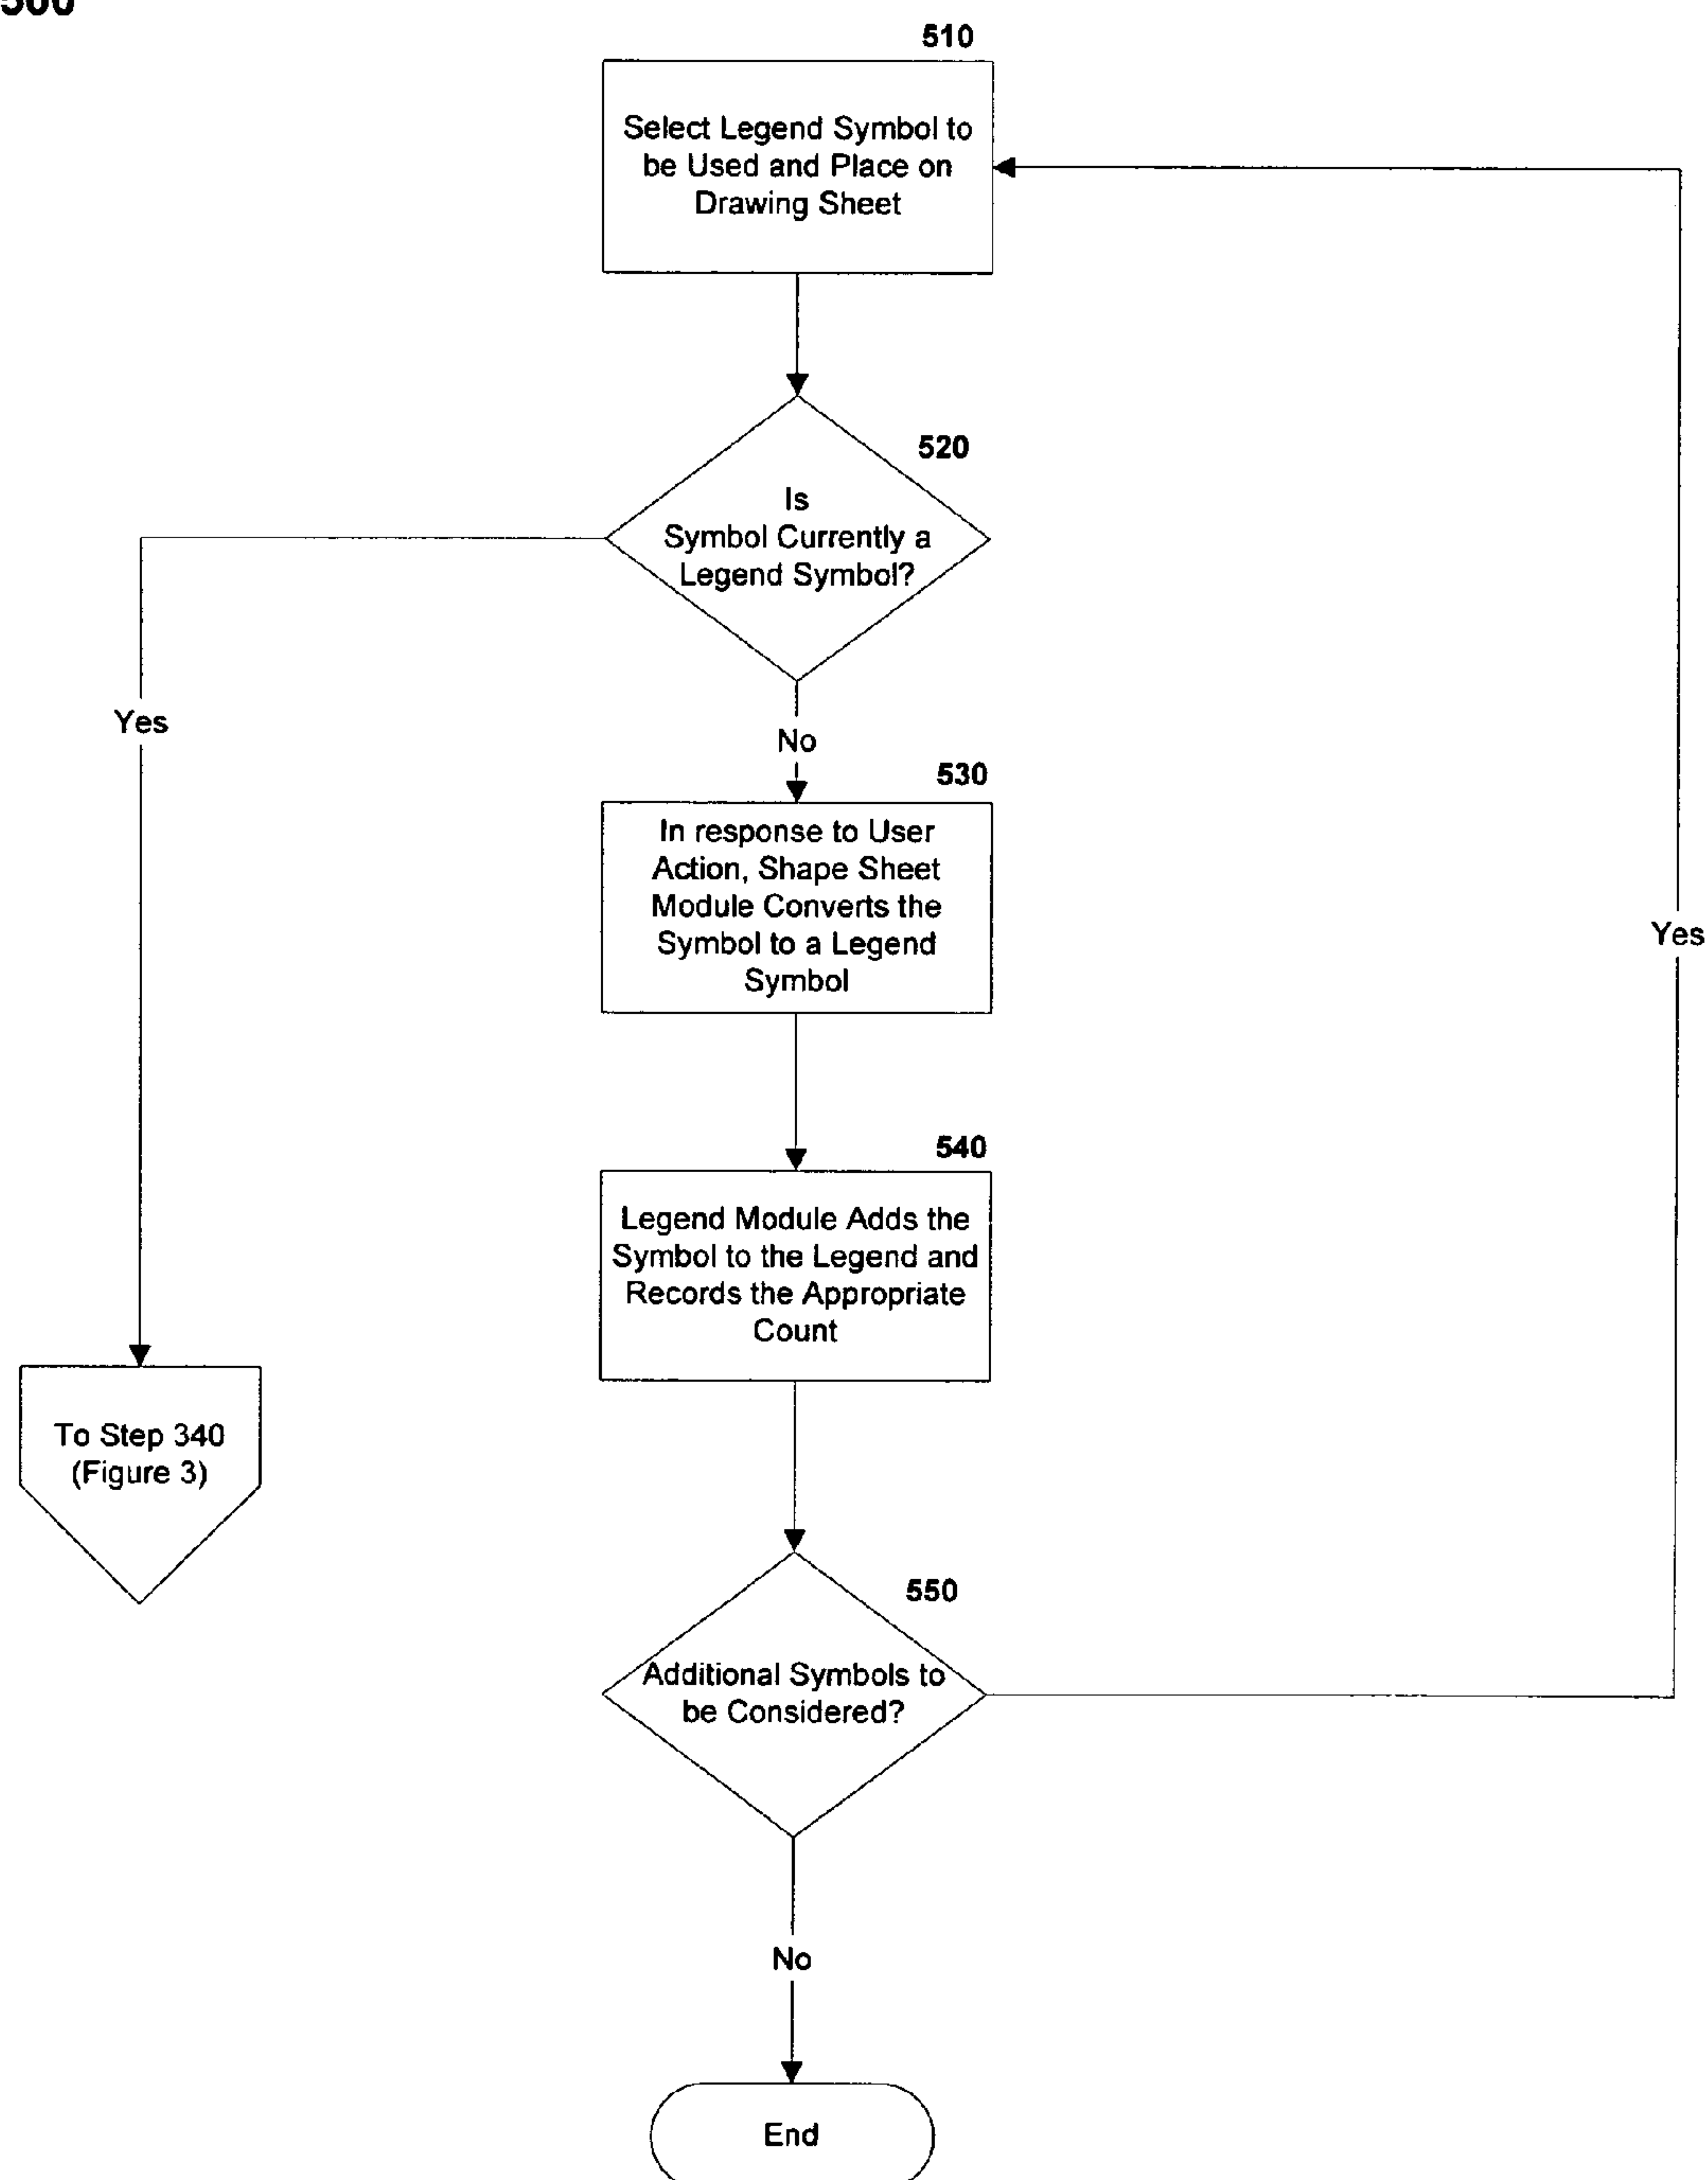 500
510
Select Legend Symbol to
be Used and Place on
Drawing Sheet
520
Is
Symbol Currently a
Legend Symbol?
Yes
No
530
In response to User
Action, Shape Sheet
Module Converts the
Symbol to a Legend
Symbol
Yes
540
Legend Module Adds the
Symbol to the Legend and
Records the Appropriate
Count
To Step 340
(Figure 3)
550
Additional Symbols to
be Considered?
No
End